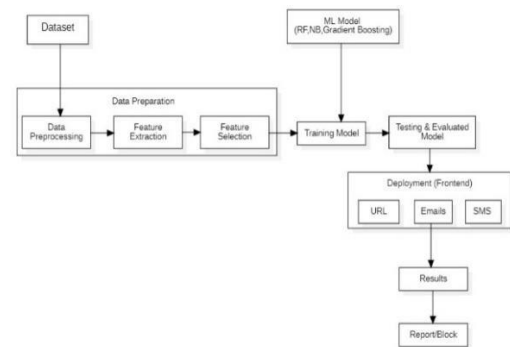 Dataset
ML Model
(RF,NB,Gradient Boosting)
Data Preparation
Data
Preprocessing
Feature
Extraction
Feature
Selection
Training Model
Testing & Evaluated
Model
Deployment (Frontend)
URL
Emails
SMS
Results
Report/Block